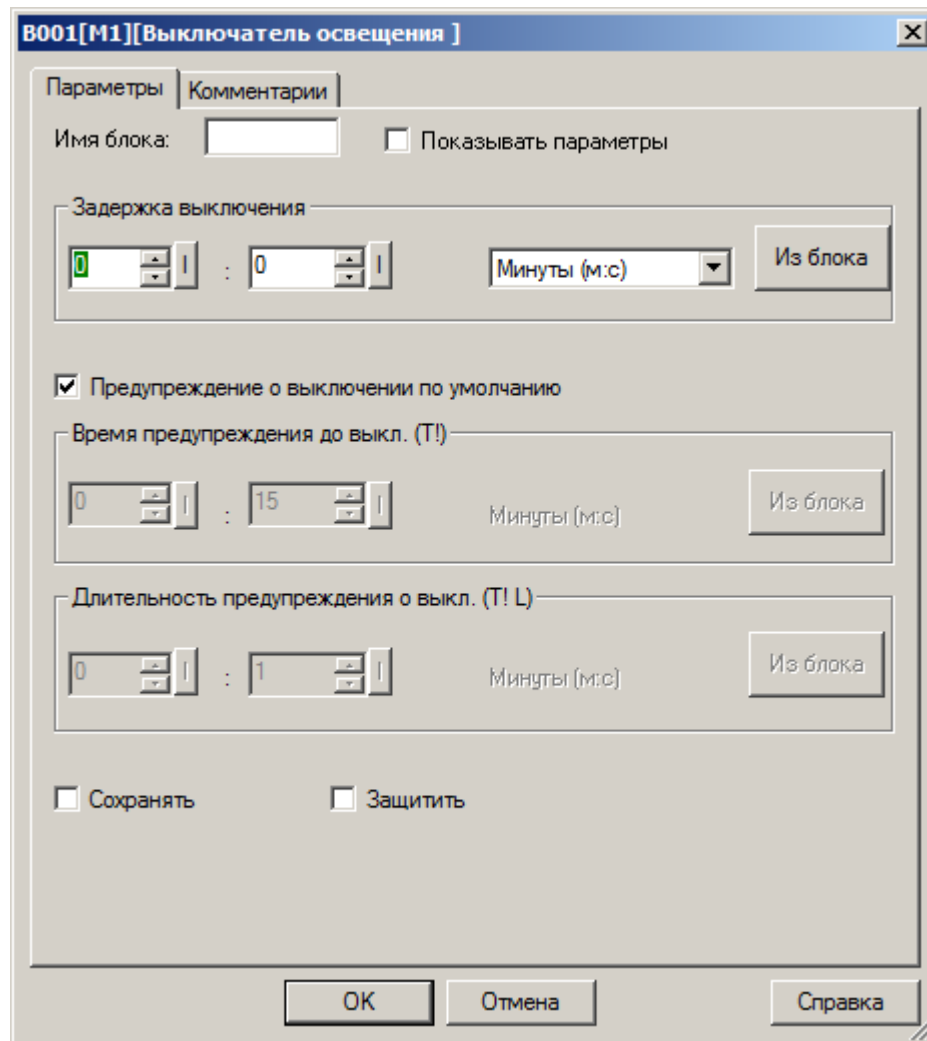 B001[M1][Выключатель освещения ]
Параметры Комментарии
Имя блока: Показывать параметры
Задержка выключения
0 : 0 Минуты (м:с) Из блока
Предупреждение о выключении по умолчанию
Время предупреждения до выкл. (T!)
0 : 15 Минуты (м:с) Из блока
Длительность предупреждения о выкл. (T! L)
0 : 1 Минуты (м:с) Из блока
Сохранять Защитить
OK Отмена Справка